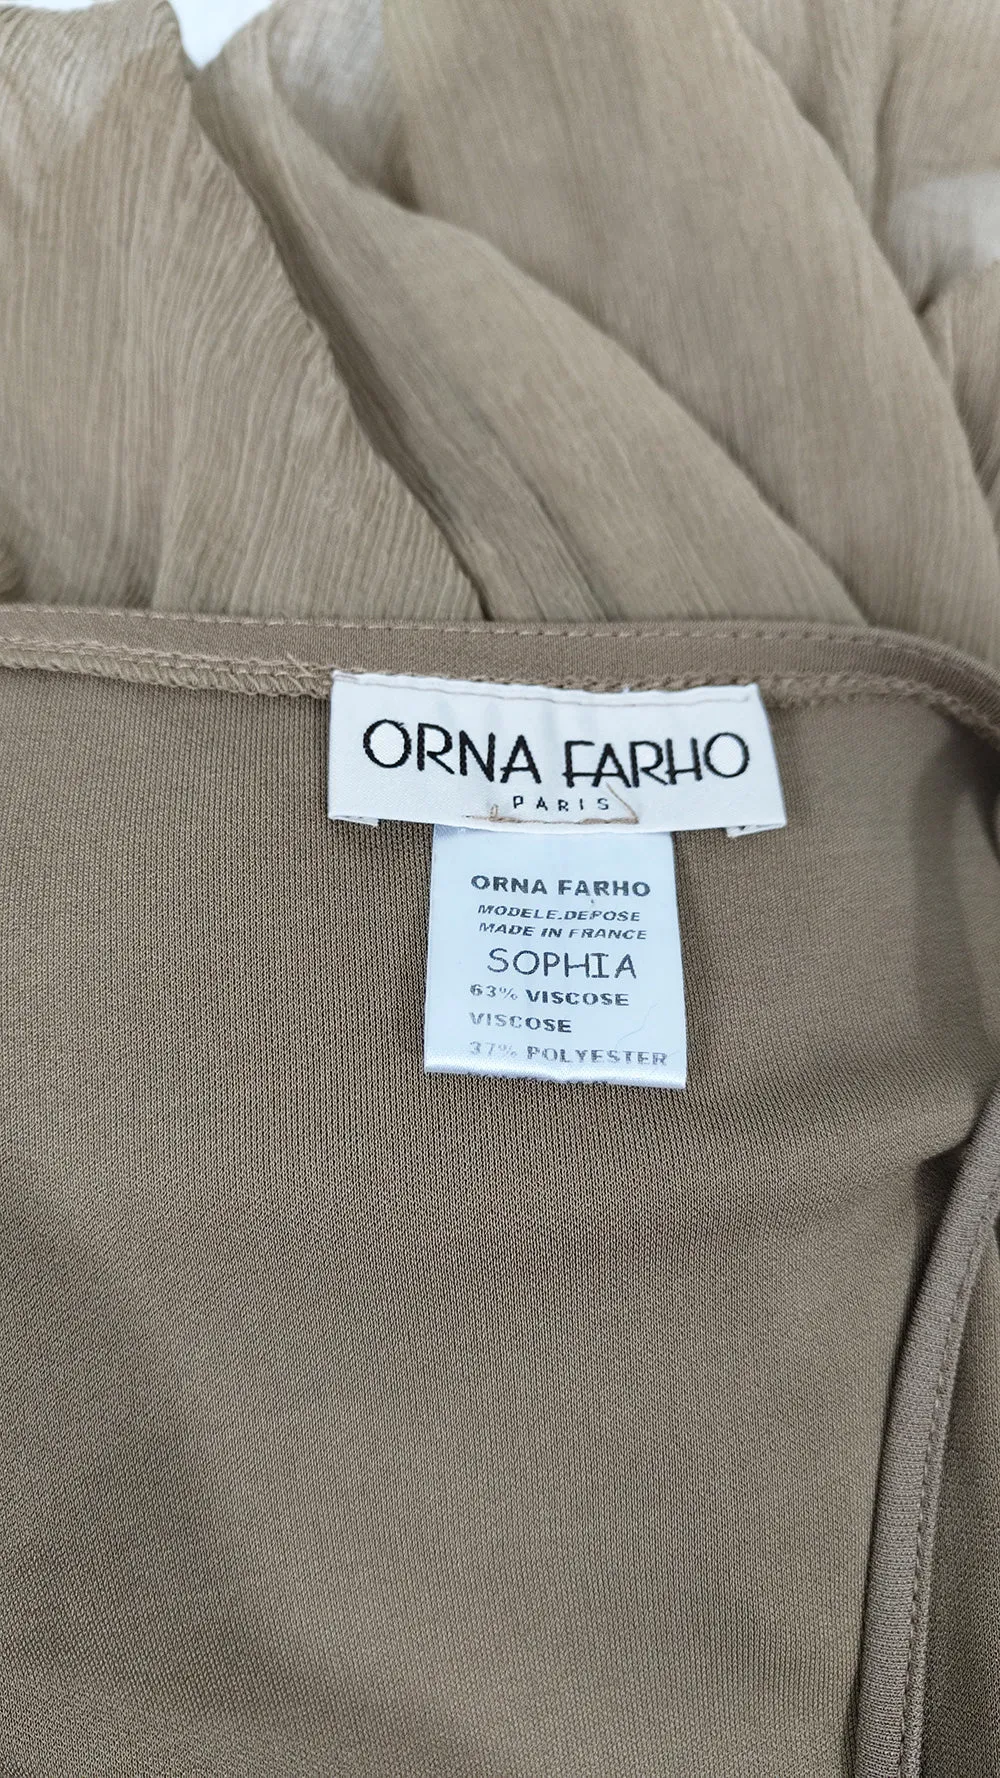 ORNA FARHO
PARIS
ORNA FARHO
MODELE.DEPOSE
MADE IN FRANCE
SOPHIA
63% VISCOSE
VISCOSE
37% POLYESTER